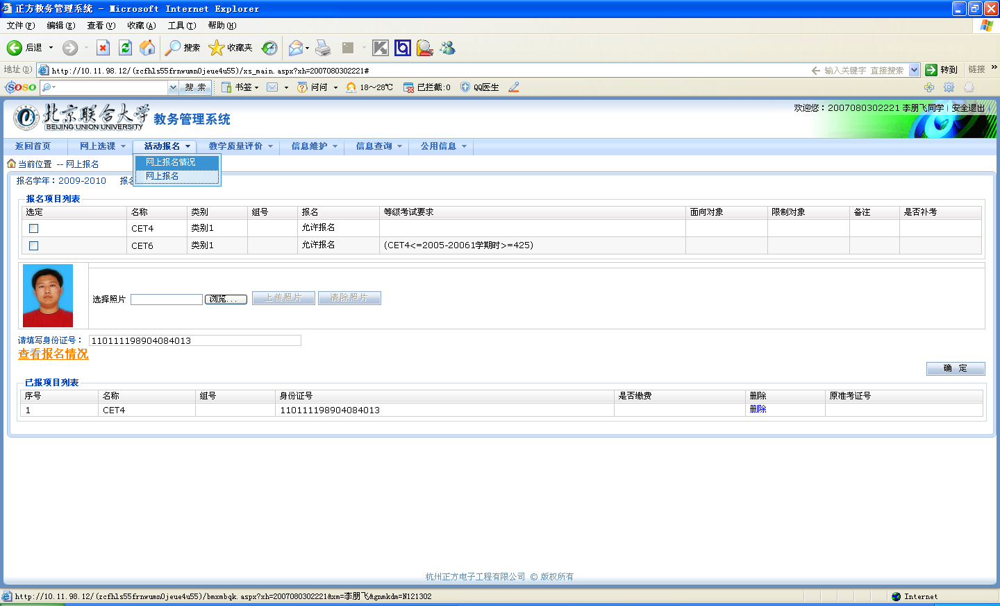 正方教务管理系统 - Microsoft Internet Explorer
文件(F) 编辑(E) 查看(V) 收藏(A) 工具(T) 帮助(H)
后退 搜索 收藏夹
地址(D) http://10.11.98.12/(zcfhls55frnwumn0jeue4u55)/xs_main.aspx?xh=2007080302221# 输入关键字 直接搜索 转到 链接 »
SOSO 搜 索 书签 问问 18～28℃ 已拦截:0 QQ医生
北京联合大学 教务管理系统 欢迎您：2007080302221 李朋飞同学 | 安全退出
BEIJING UNION UNIVERSITY
返回首页 网上选课 活动报名 教学质量评价 信息维护 信息查询 公用信息
网上报名情况
网上报名
当前位置 -- 网上报名
报名学年：2009-2010 报名
报名项目列表
选定 名称 类别 组号 报名 等级考试要求 面向对象 限制对象 备注 是否补考
CET4 类别1 允许报名
CET6 类别1 允许报名 (CET4<=2005-20061学期时>=425)
选择照片 浏览... 上传照片 清除照片
请填写身份证号： 110111198904084013
查看报名情况
确 定
已报项目列表
序号 名称 组号 身份证号 是否缴费 删除 原准考证号
1 CET4 110111198904084013 删除
杭州正方电子工程有限公司 © 版权所有
http://10.11.98.12/(zcfhls55frnwumn0jeue4u55)/bmxmbqk.aspx?xh=2007080302221&xm=李朋飞&gnmkdm=N121302 Internet